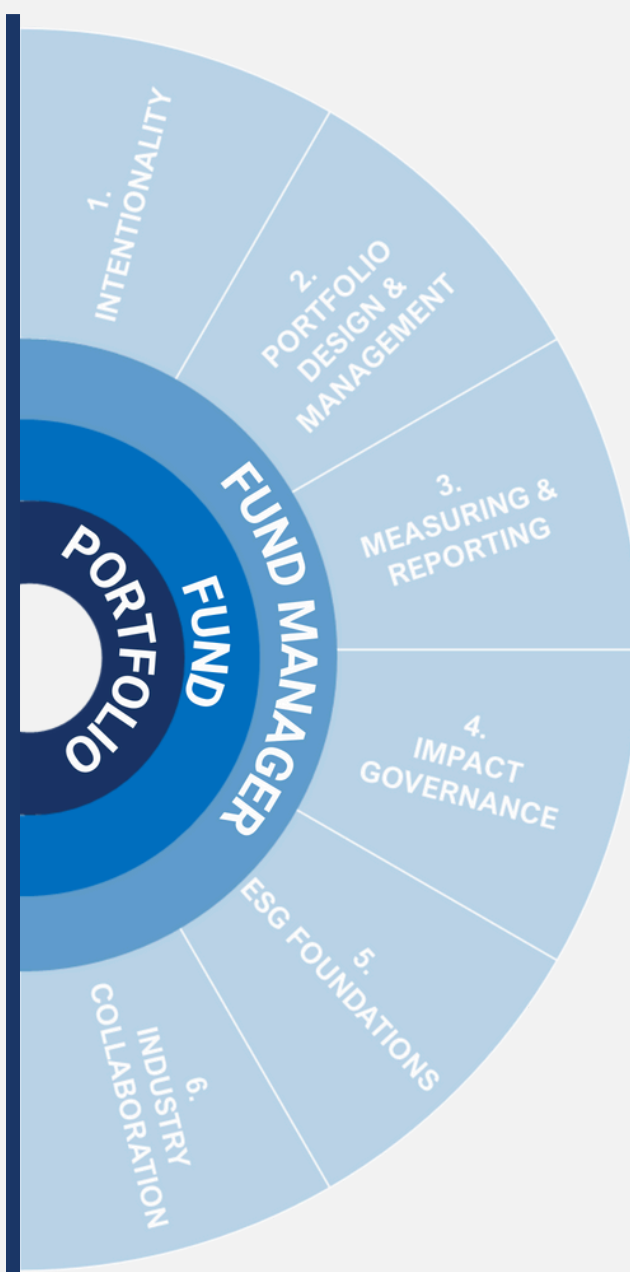 1.
INTENTIONALITY
2.
PORTFOLIO
DESIGN &
MANAGEMENT
3.
MEASURING &
REPORTING
4.
IMPACT
GOVERNANCE
5.
ESG FOUNDATIONS
6.
INDUSTRY
COLLABORATION
FUND MANAGER
FUND
PORTFOLIO